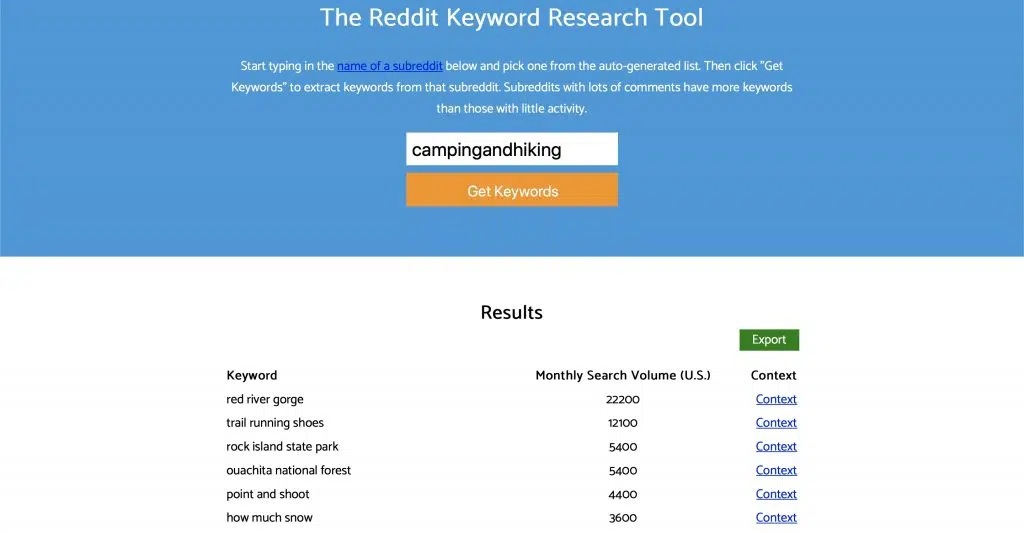 The Reddit Keyword Research Tool
Start typing in the name of a subreddit below and pick one from the auto-generated list. Then click "Get
Keywords" to extract keywords from that subreddit. Subreddits with lots of comments have more keywords
than those with little activity.
campingandhiking
Get Keywords
Results
Export
Keyword Monthly Search Volume (U.S.) Context
red river gorge 22200 Context
trail running shoes 12100 Context
rock island state park 5400 Context
ouachita national forest 5400 Context
point and shoot 4400 Context
how much snow 3600 Context